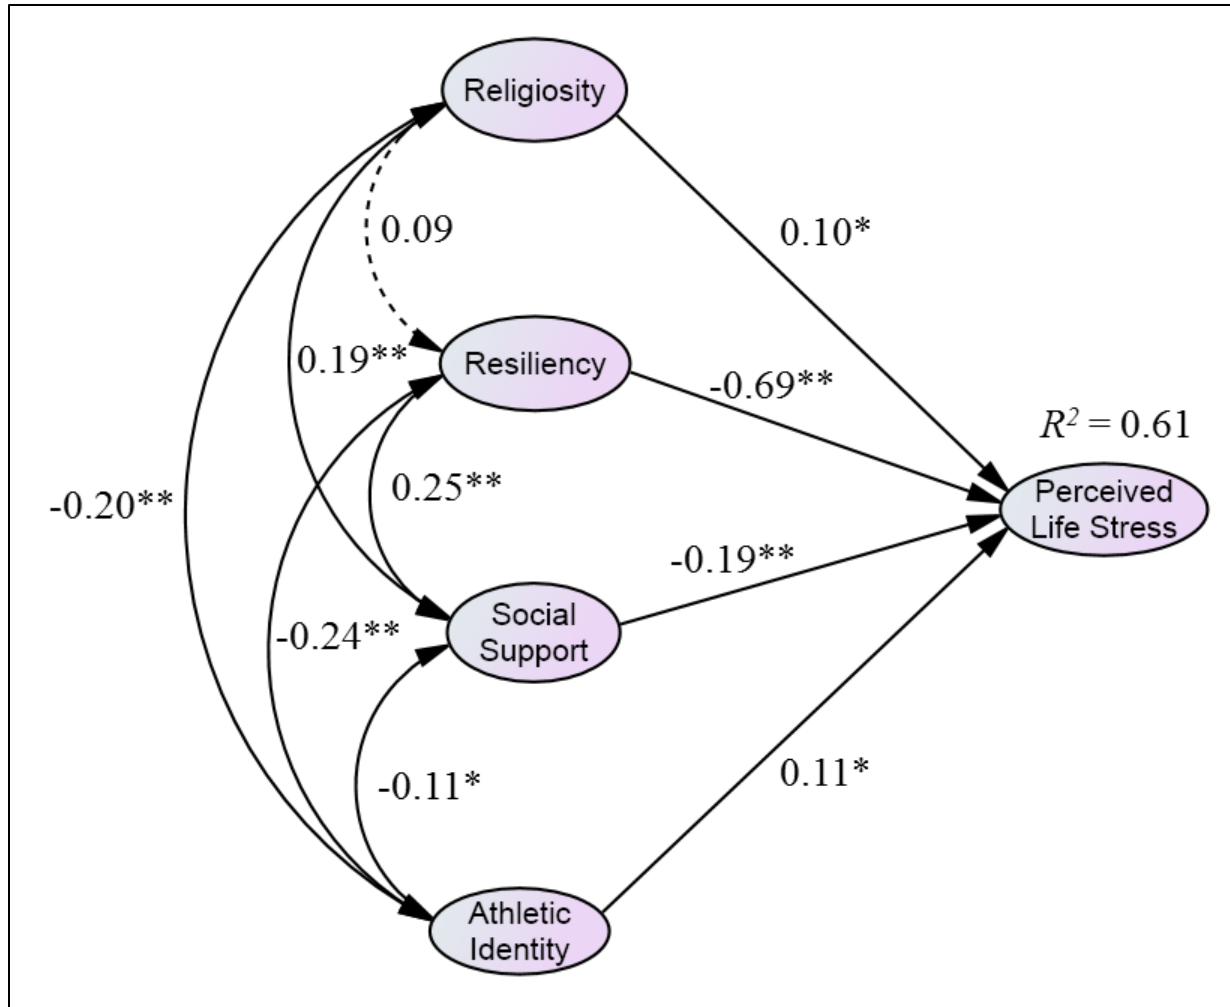 Religiosity
0.09
0.10*
0.19**
Resiliency
-0.69**
R² = 0.61
-0.20**
0.25**
Perceived
Life Stress
-0.19**
-0.24**
Social
Support
-0.11*
0.11*
Athletic
Identity